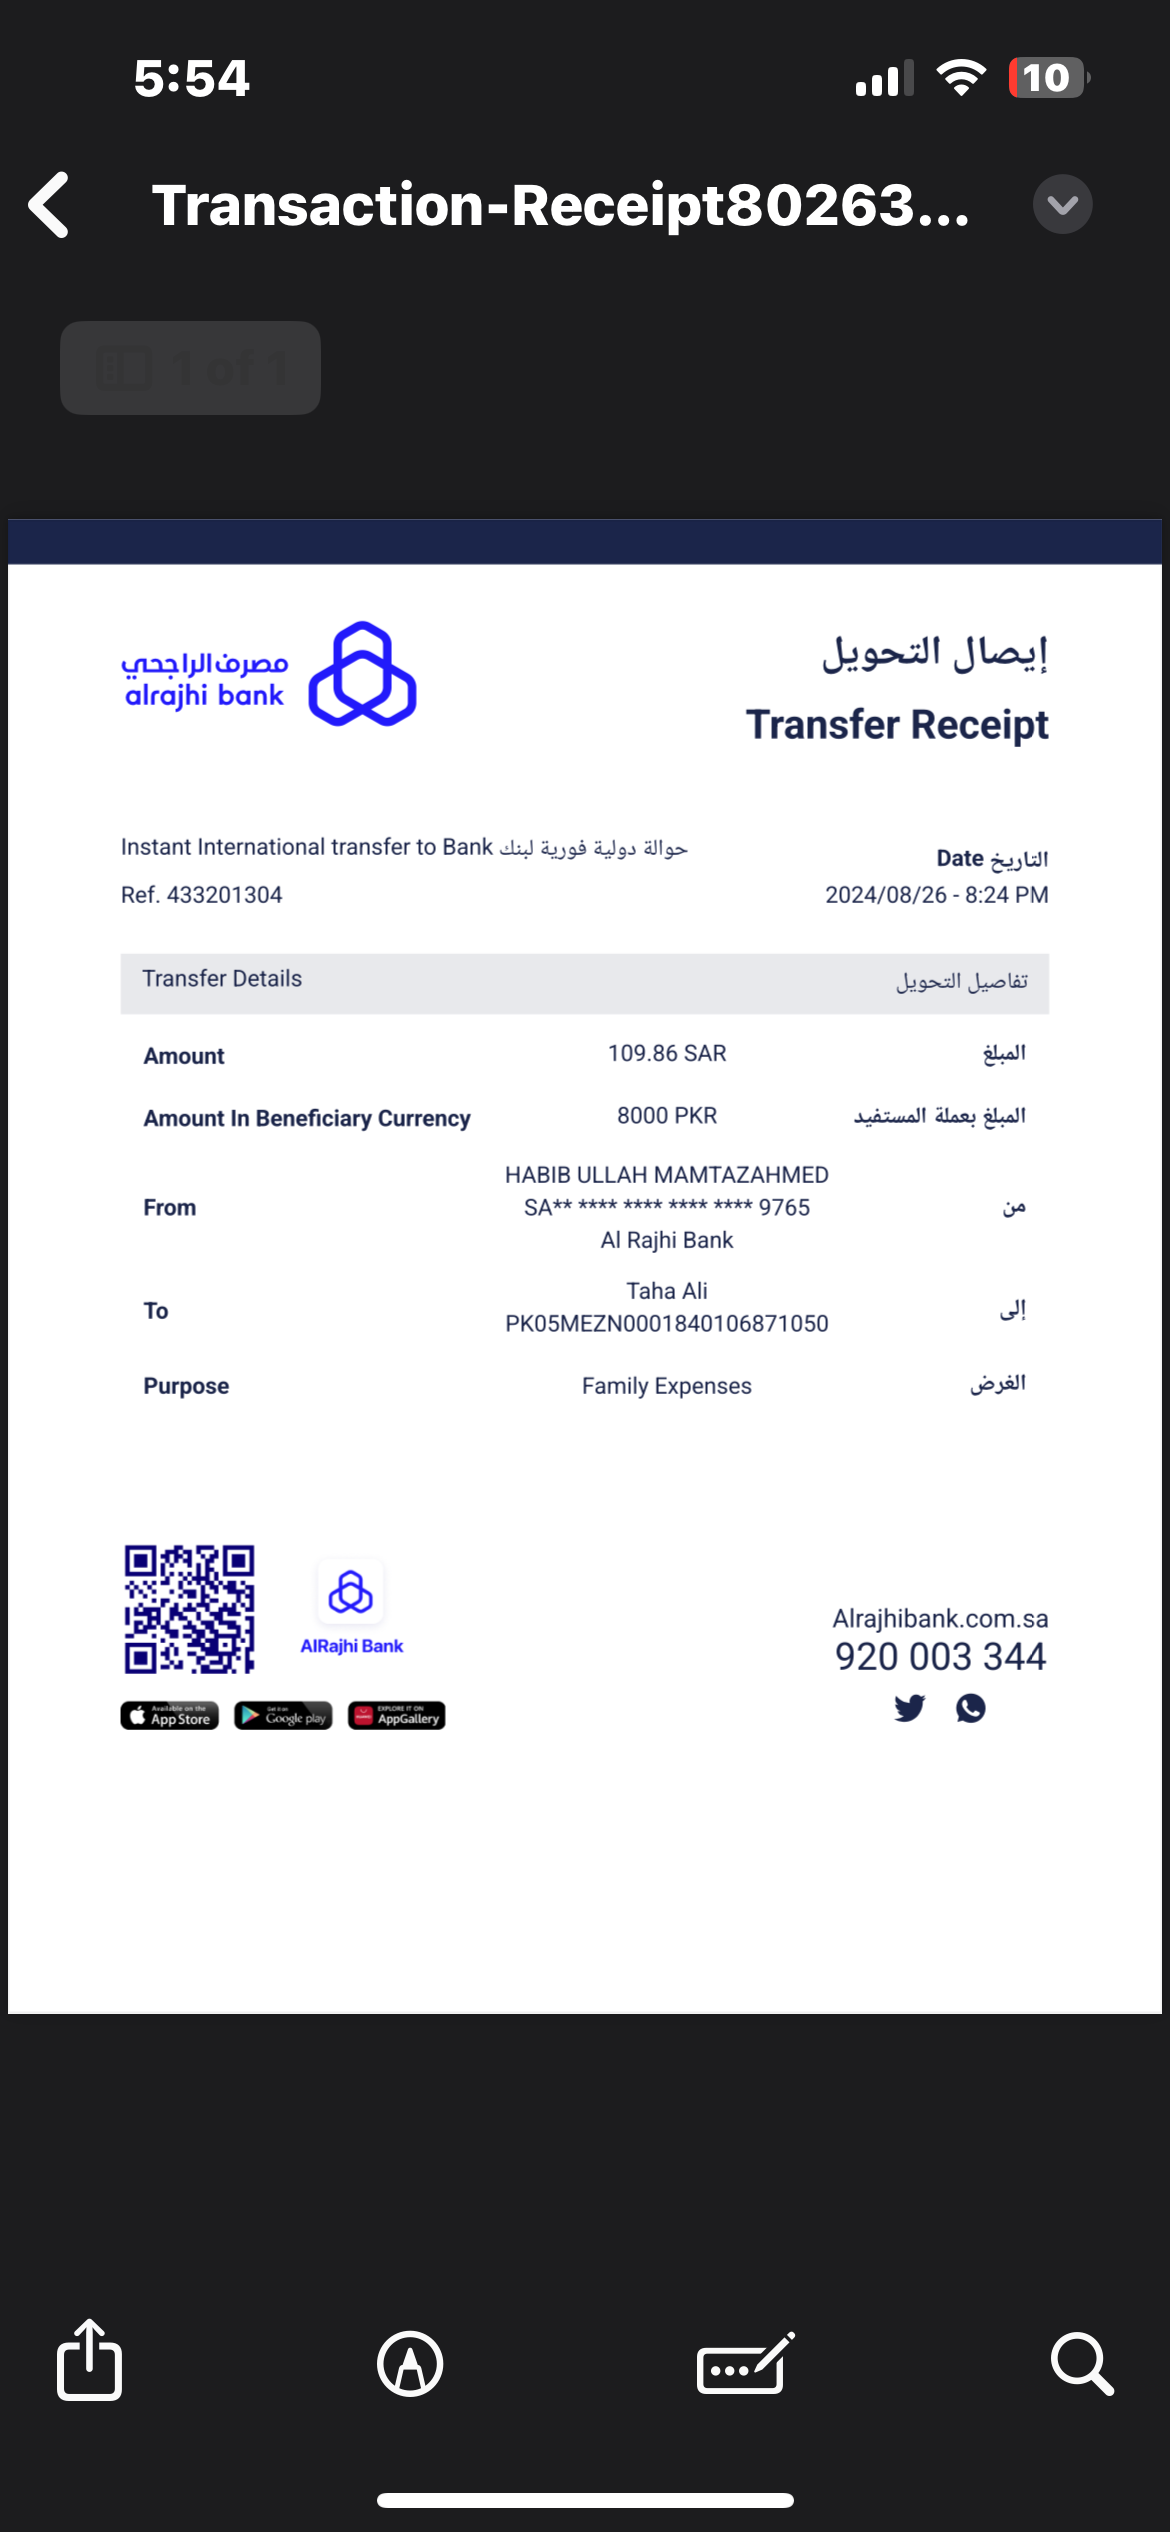 5:54
10
Transaction-Receipt80263...
1 of 1
مصرف الراجحي
alrajhi bank
إيصال التحويل
Transfer Receipt
Instant International transfer to Bank حوالة دولية فورية لبنك
Ref. 433201304
Date التاريخ
2024/08/26 - 8:24 PM
Transfer Details تفاصيل التحويل
Amount 109.86 SAR المبلغ
Amount In Beneficiary Currency 8000 PKR المبلغ بعملة المستفيد
HABIB ULLAH MAMTAZAHMED
From SA** **** **** **** **** 9765 من
Al Rajhi Bank
Taha Ali
To PK05MEZN0001840106871050 إلى
Purpose Family Expenses الغرض
AlRajhi Bank
Available on the App Store
Get it on Google play
EXPLORE IT ON AppGallery
Alrajhibank.com.sa
920 003 344